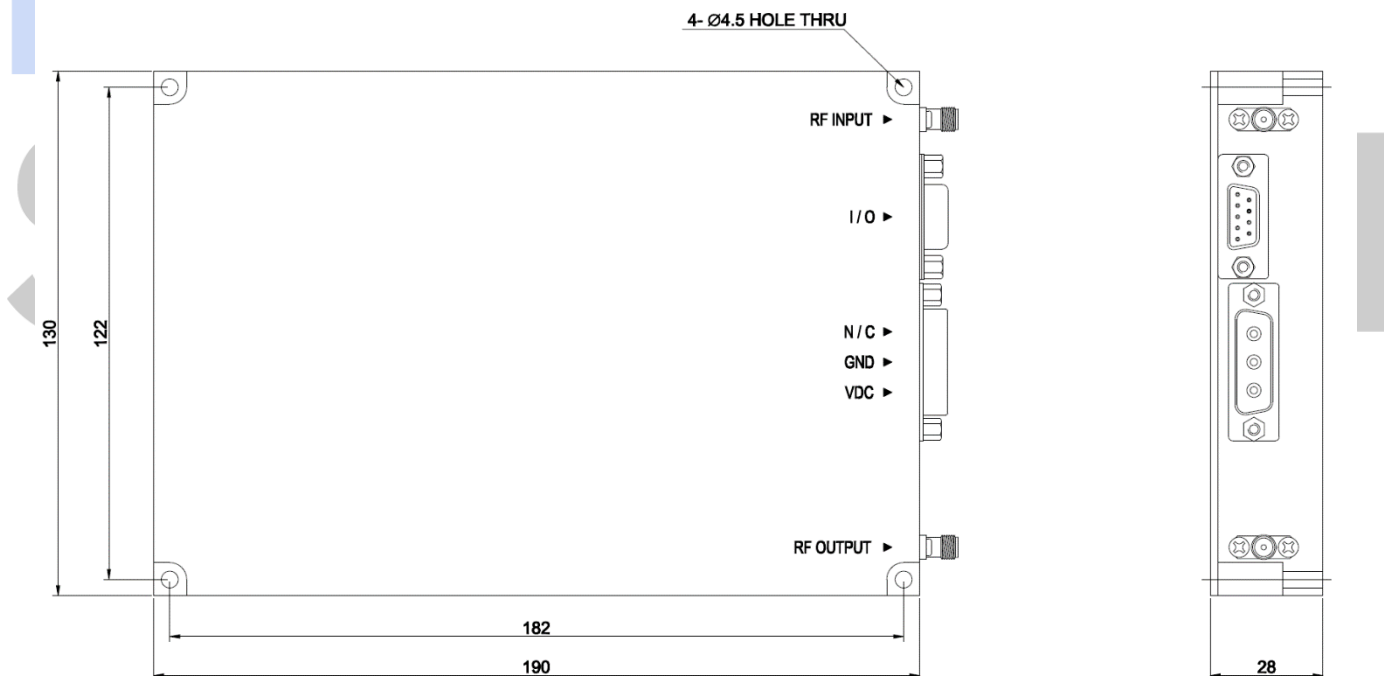 4- Ø4.5 HOLE THRU
RF INPUT ►
I / O ►
130
122
N / C ►
GND ►
VDC ►
RF OUTPUT ►
182
190
28